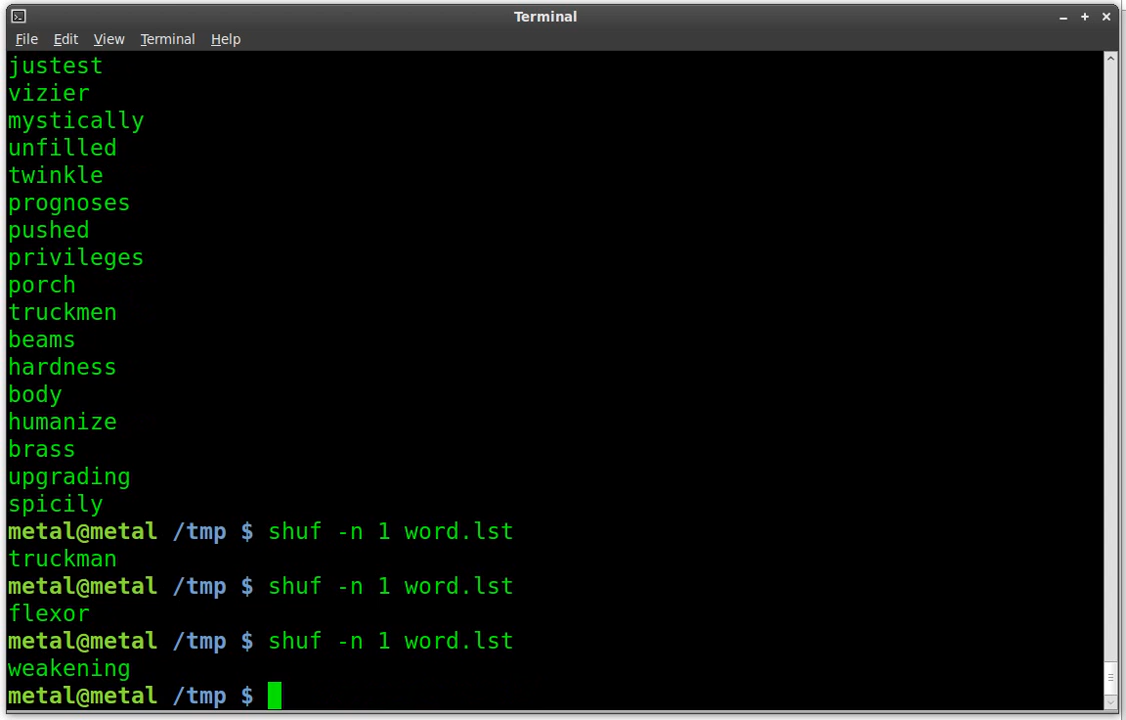 Terminal
File Edit View Terminal Help
justest
vizier
mystically
unfilled
twinkle
prognoses
pushed
privileges
porch
truckmen
beams
hardness
body
humanize
brass
upgrading
spicily
metal@metal /tmp $ shuf -n 1 word.lst
truckman
metal@metal /tmp $ shuf -n 1 word.lst
flexor
metal@metal /tmp $ shuf -n 1 word.lst
weakening
metal@metal /tmp $